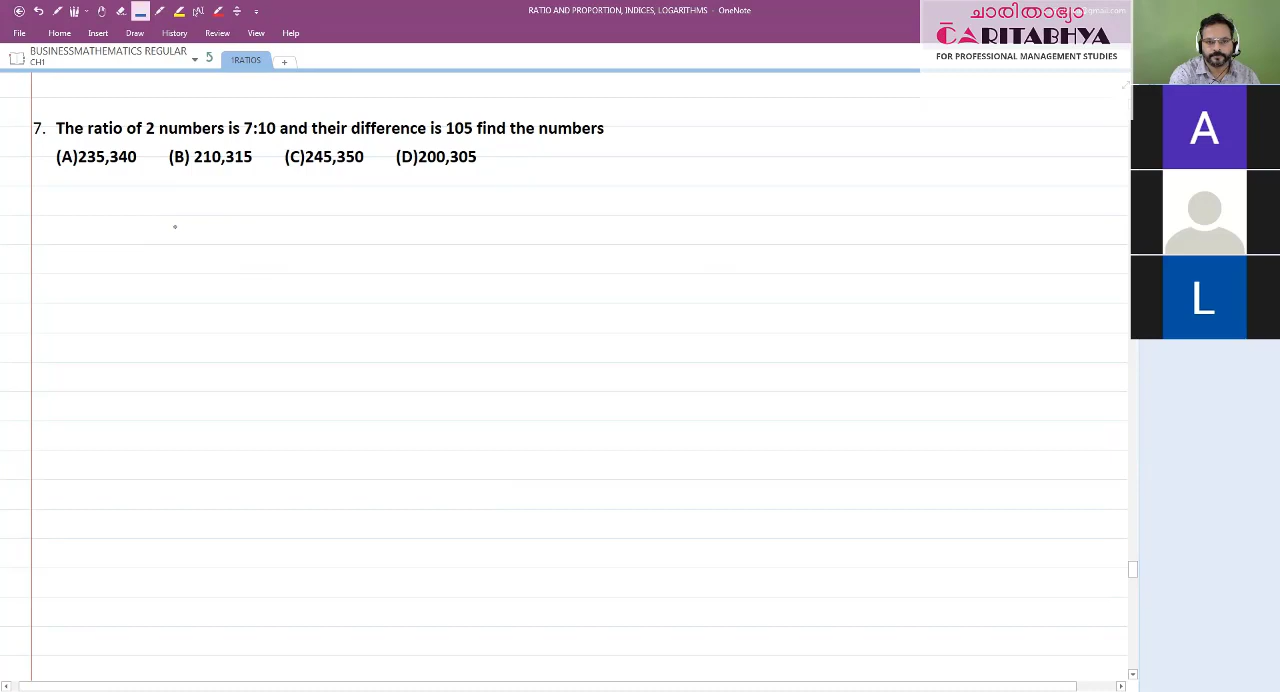 RATIO AND PROPORTION, INDICES, LOGARITHMS - OneNote
@gmail.com
ചാരിതാഭ്യാ
CARITABHYA
FOR PROFESSIONAL MANAGEMENT STUDIES
File Home Insert Draw History Review View Help
BUSINESSMATHEMATICS REGULAR
CH1
5
1RATIOS
+
7. The ratio of 2 numbers is 7:10 and their difference is 105 find the numbers
(A)235,340 (B) 210,315 (C)245,350 (D)200,305
A
L